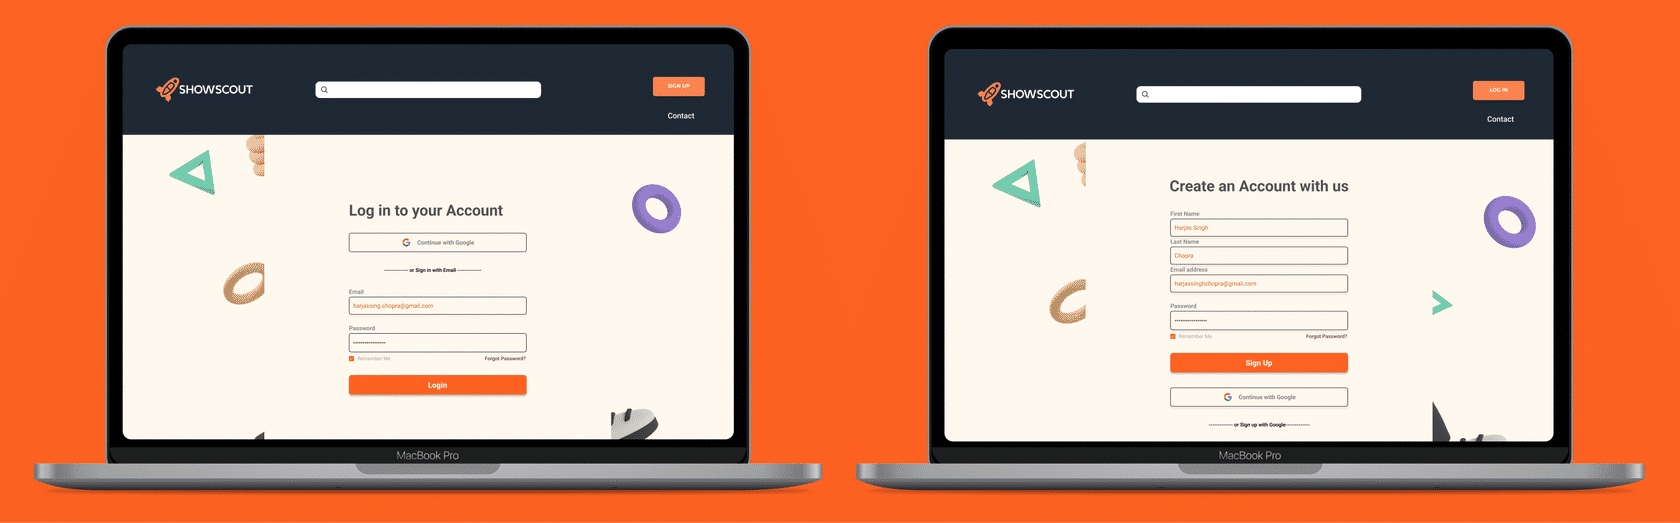 SHOWSCOUT
SIGN UP
Contact
Log in to your Account
Continue with Google
------------ or Sign in with Email ------------
Email
harjassing.chopra@gmail.com
Password
Remember Me
Forgot Password?
Login
MacBook Pro
SHOWSCOUT
LOG IN
Contact
Create an Account with us
First Name
Harjas Singh
Last Name
Chopra
Email address
harjassinghchopra@gmail.com
Password
Remember Me
Forgot Password?
Sign Up
Continue with Google
------------ or Sign up with Google------------
MacBook Pro